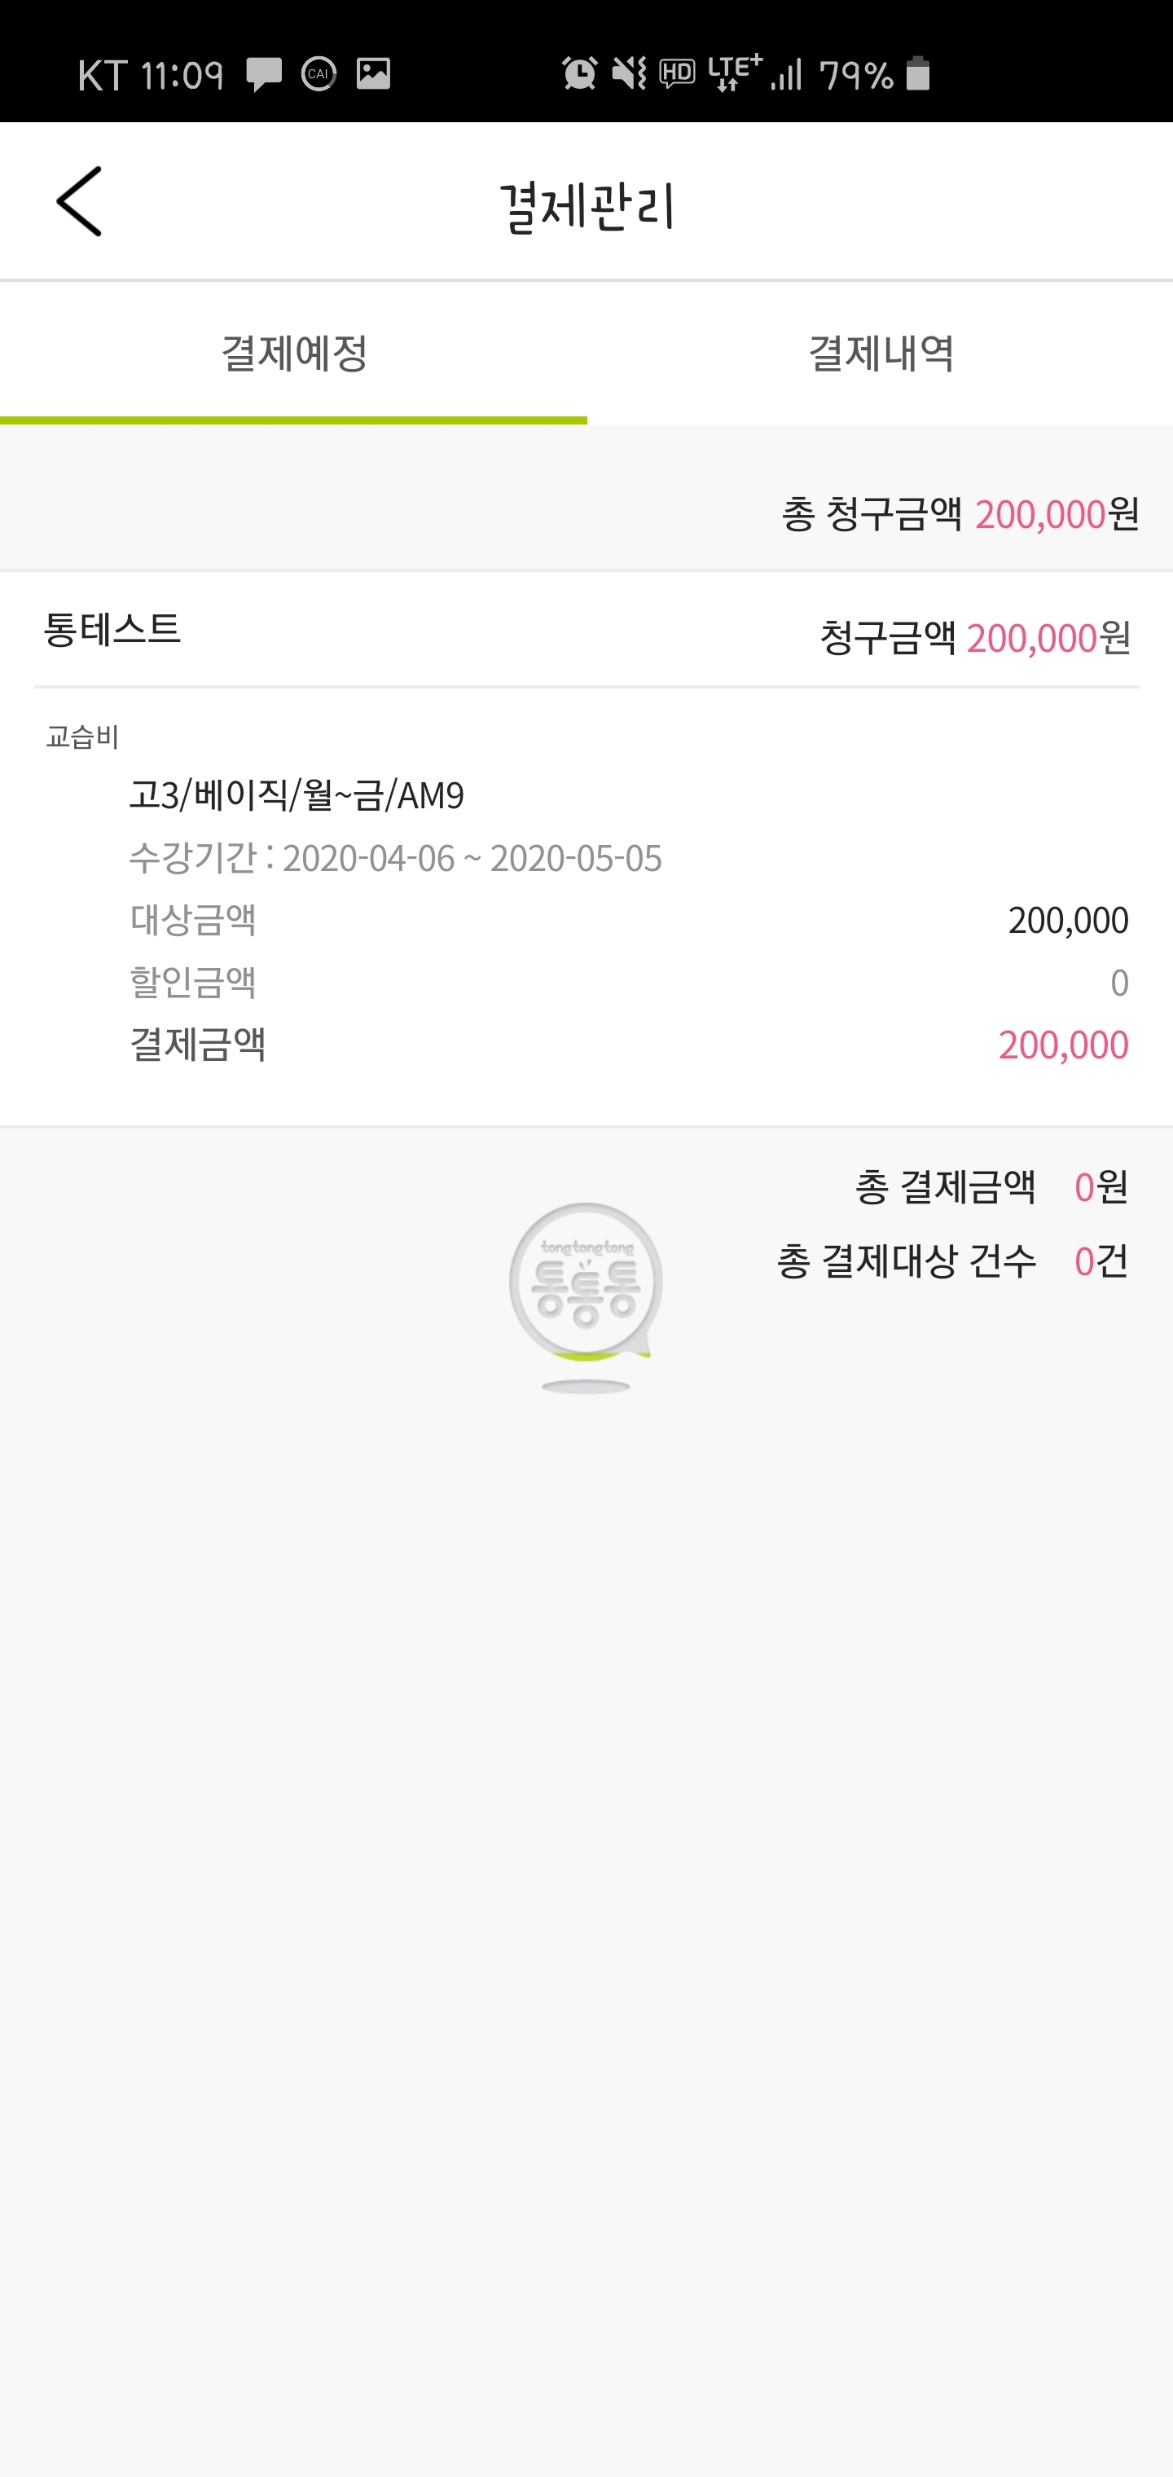 KT 11:09 CAI HD LTE+ 79%
결제관리
결제예정 결제내역
총 청구금액 200,000원
통테스트 청구금액 200,000원
교습비
고3/베이직/월~금/AM9
수강기간 : 2020-04-06 ~ 2020-05-05
대상금액 200,000
할인금액 0
결제금액 200,000
총 결제금액 0원
총 결제대상 건수 0건
tongtongtong
통통통